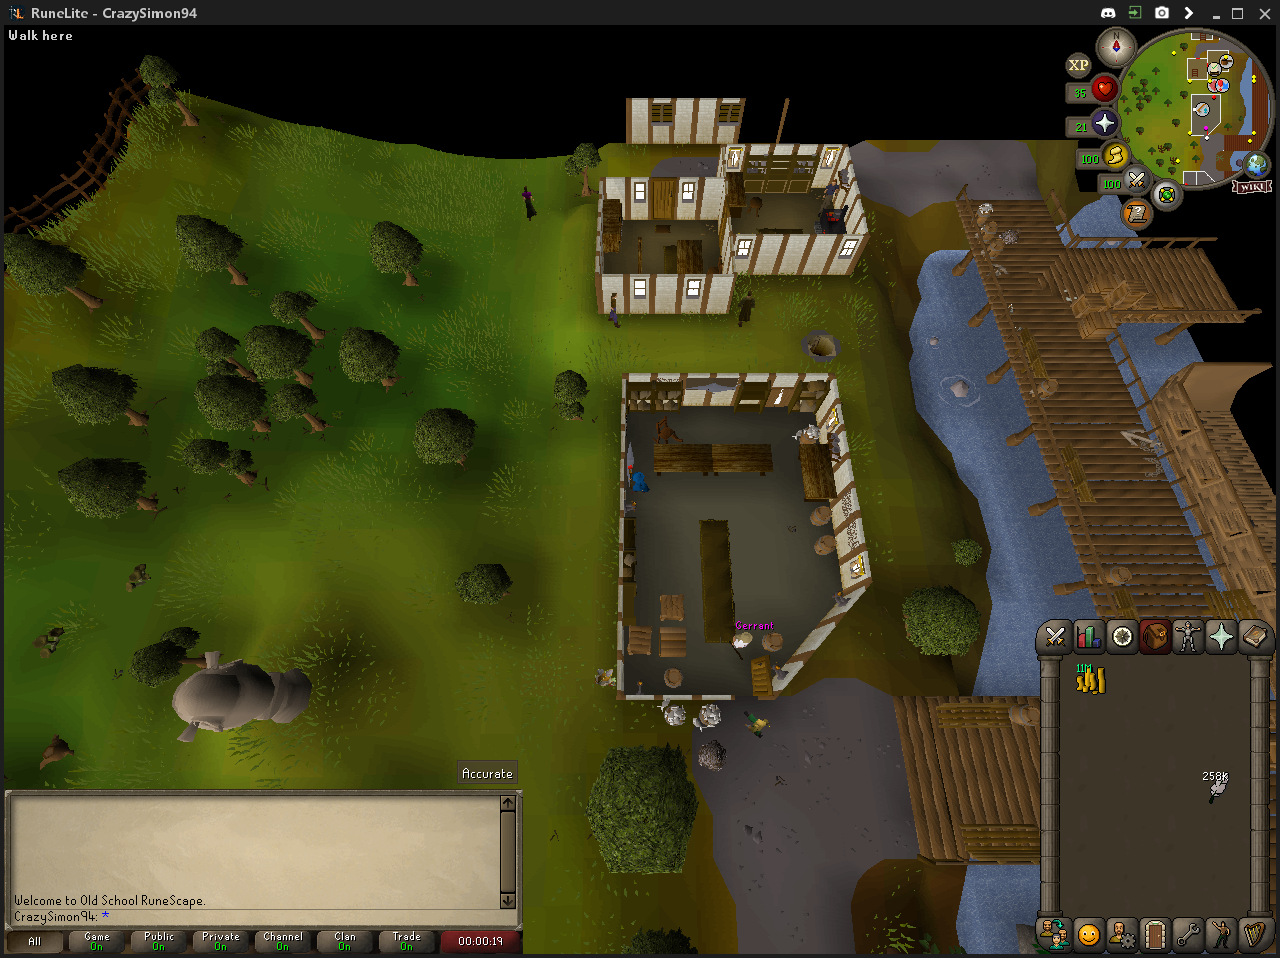 RuneLite - CrazySimon94
Walk here
N
XP
35
21
100
100
WIKI
Gerrant
11M
258k
Accurate
Welcome to Old School RuneScape.
CrazySimon94: *
All
Game
On
Public
On
Private
On
Channel
On
Clan
On
Trade
On
00:00:19